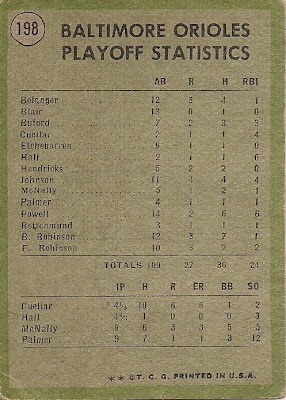 198
BALTIMORE ORIOLES
PLAYOFF STATISTICS
AB R H RBI
Belanger 12 5 4 1
Blair 13 0 1 0
Buford 7 2 3 3
Cuellar 2 1 1 4
Etchebarren 9 1 1 0
Hall 2 1 1 0
Hendricks 5 2 2 0
Johnson 11 4 4 4
McNally 5 2 1
Palmer 4 1 1 1
Powell 14 2 6 6
Rettenmund 3 1 1 1
B. Robinson 12 3 7 1
F. Robinson 10 3 2 2
TOTALS 109 27 36 24
IP H R ER BB SO
Cuellar 4⅓ 10 6 6 1 2
Hall 4⅔ 1 0 0 0 3
McNally 9 6 3 3 5 5
Palmer 9 7 1 1 3 12
** ©T. C. G. PRINTED IN U.S.A.